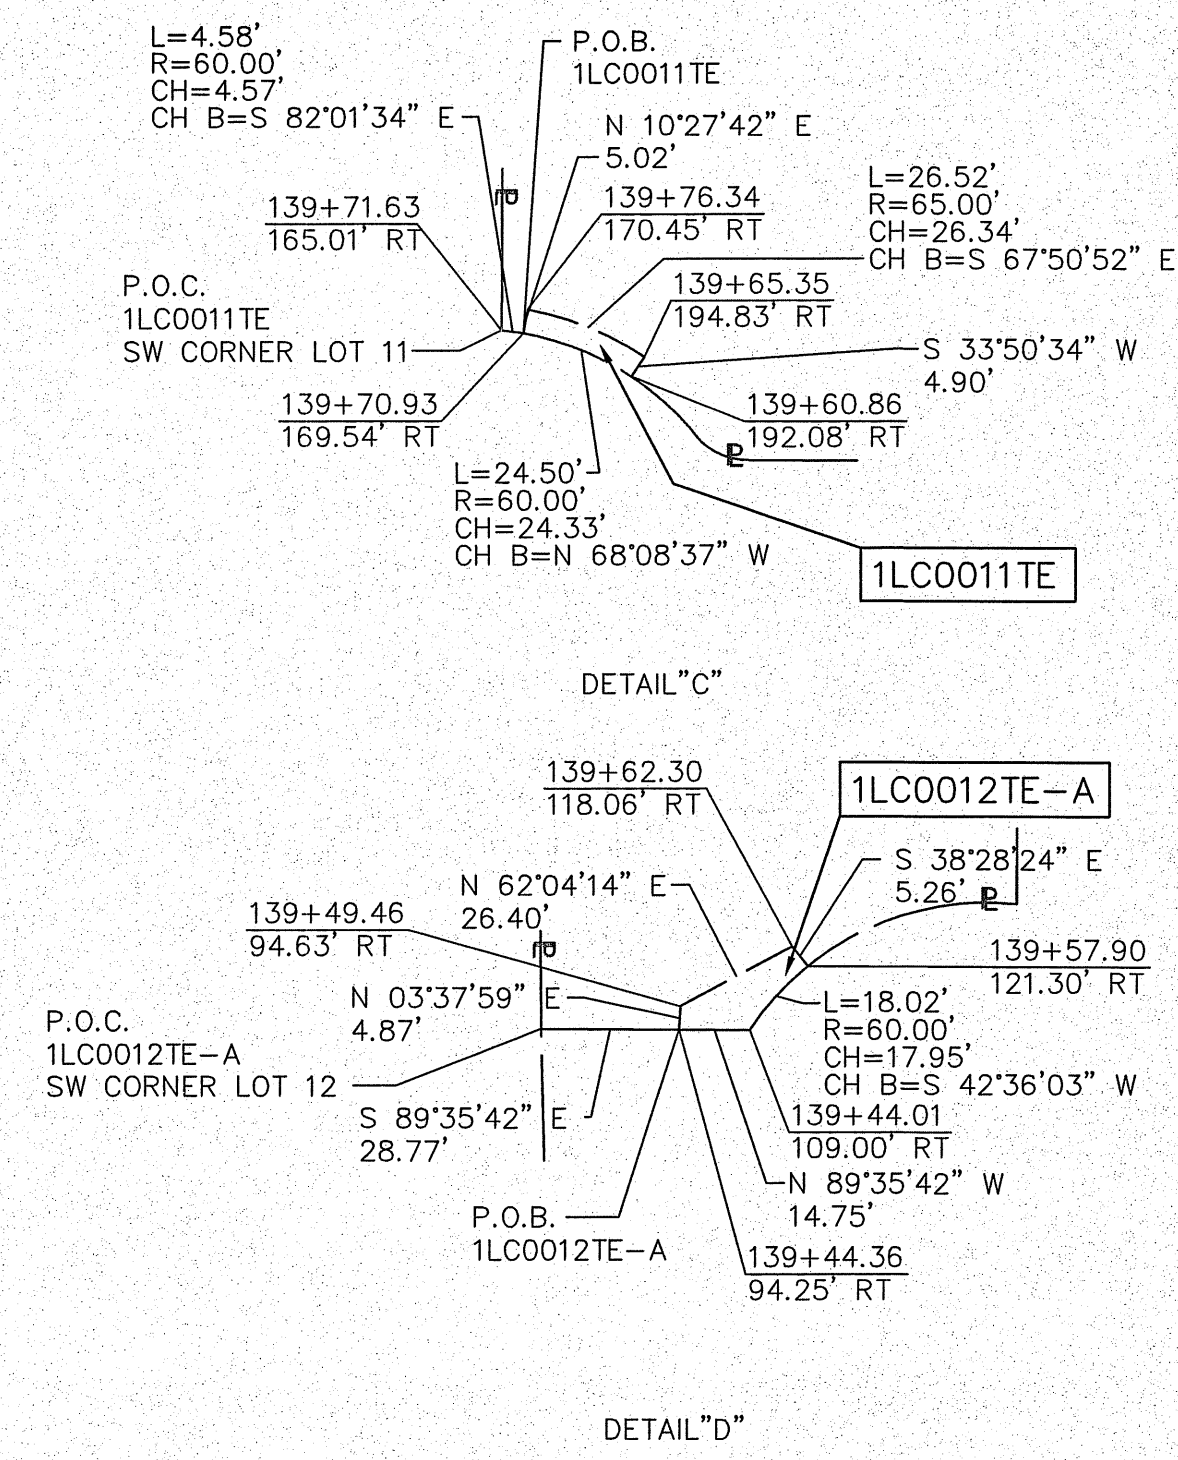 L=4.58'
R=60.00'
CH=4.57'
CH B=S 82°01'34" E
P.O.B.
1LC0011TE
N 10°27'42" E
5.02'
L=26.52'
R=65.00'
CH=26.34'
CH B=S 67°50'52" E
139+71.63
165.01' RT
PL
139+76.34
170.45' RT
139+65.35
194.83' RT
P.O.C.
1LC0011TE
SW CORNER LOT 11
S 33°50'34" W
4.90'
139+70.93
169.54' RT
139+60.86
192.08' RT
PL
L=24.50'
R=60.00'
CH=24.33'
CH B=N 68°08'37" W
1LC0011TE
DETAIL"C"
139+62.30
118.06' RT
1LC0012TE-A
S 38°28'24" E
5.26'
PL
N 62°04'14" E
26.40'
139+49.46
94.63' RT
PL
139+57.90
121.30' RT
N 03°37'59" E
4.87'
L=18.02'
R=60.00'
CH=17.95'
CH B=S 42°36'03" W
P.O.C.
1LC0012TE-A
SW CORNER LOT 12
S 89°35'42" E
28.77'
139+44.01
109.00' RT
N 89°35'42" W
14.75'
P.O.B.
1LC0012TE-A
139+44.36
94.25' RT
DETAIL"D"